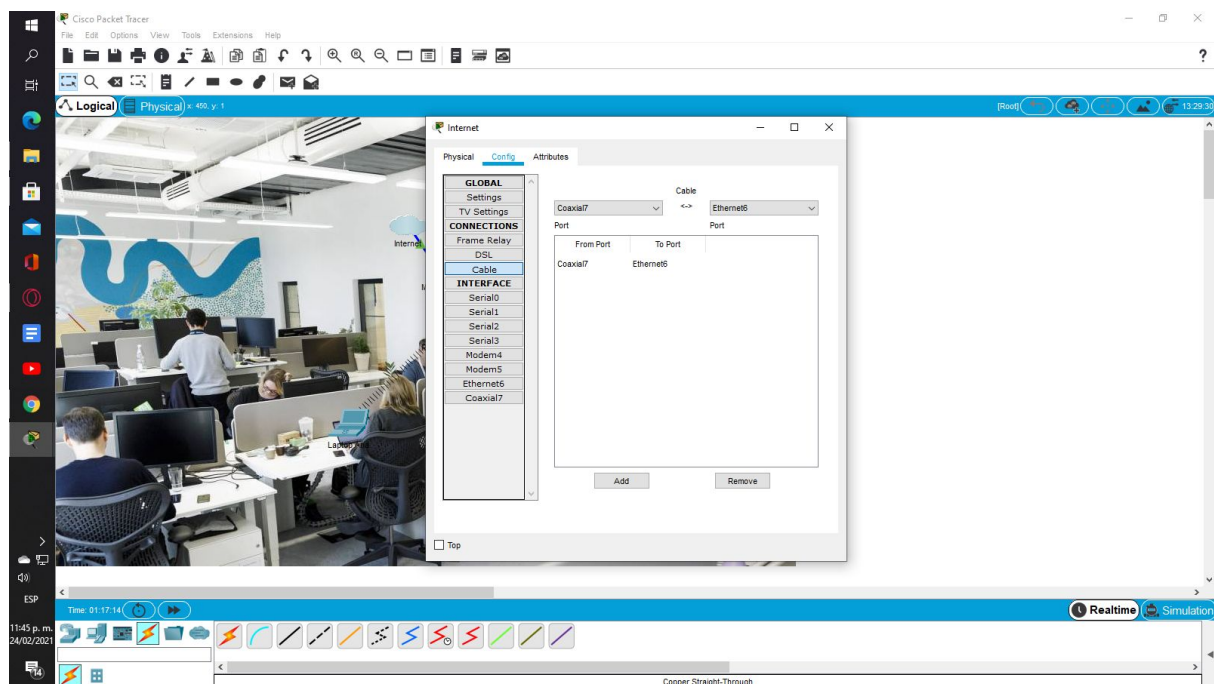 Cisco Packet Tracer
File Edit Options View Tools Extensions Help
?
Logical Physical x: 450, y: 1 [Root] 13:29:30
Internet
Physical Config Attributes
GLOBAL
Settings
TV Settings
CONNECTIONS
Frame Relay
DSL
Cable
INTERFACE
Serial0
Serial1
Serial2
Serial3
Modem4
Modem5
Ethernet6
Coaxial7
Cable
Coaxial7 <-> Ethernet6
Port Port
From Port To Port
Coaxial7 Ethernet6
Add Remove
Top
Internet
ESP
11:45 p. m.
24/02/2021
14
Time: 01:17:14
Realtime Simulation
Copper Straight-Through